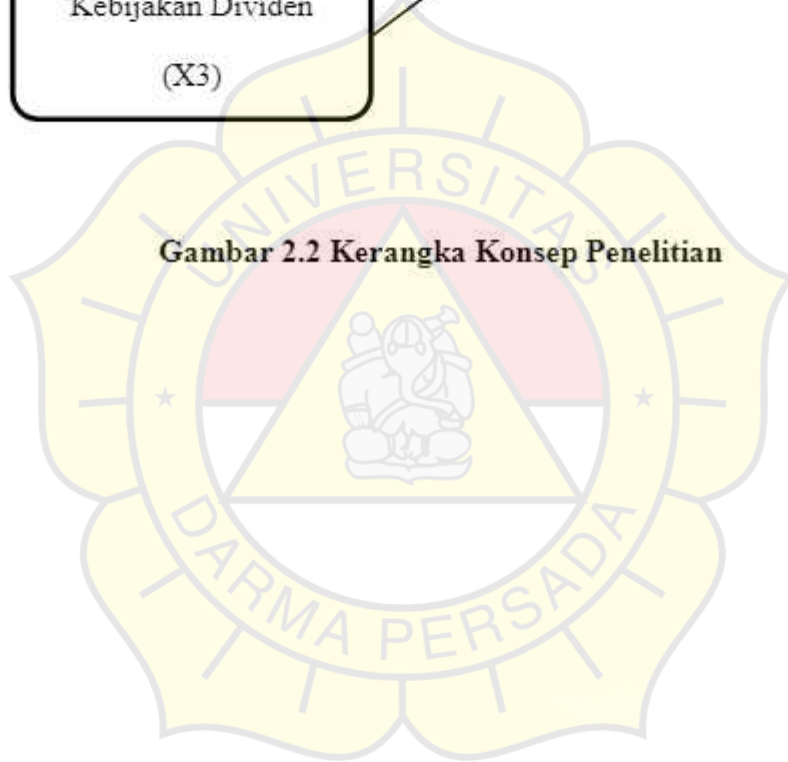 Kebijakan Dividen
(X3)
Gambar 2.2 Kerangka Konsep Penelitian
UNIVERSITAS
DARMA PERSADA